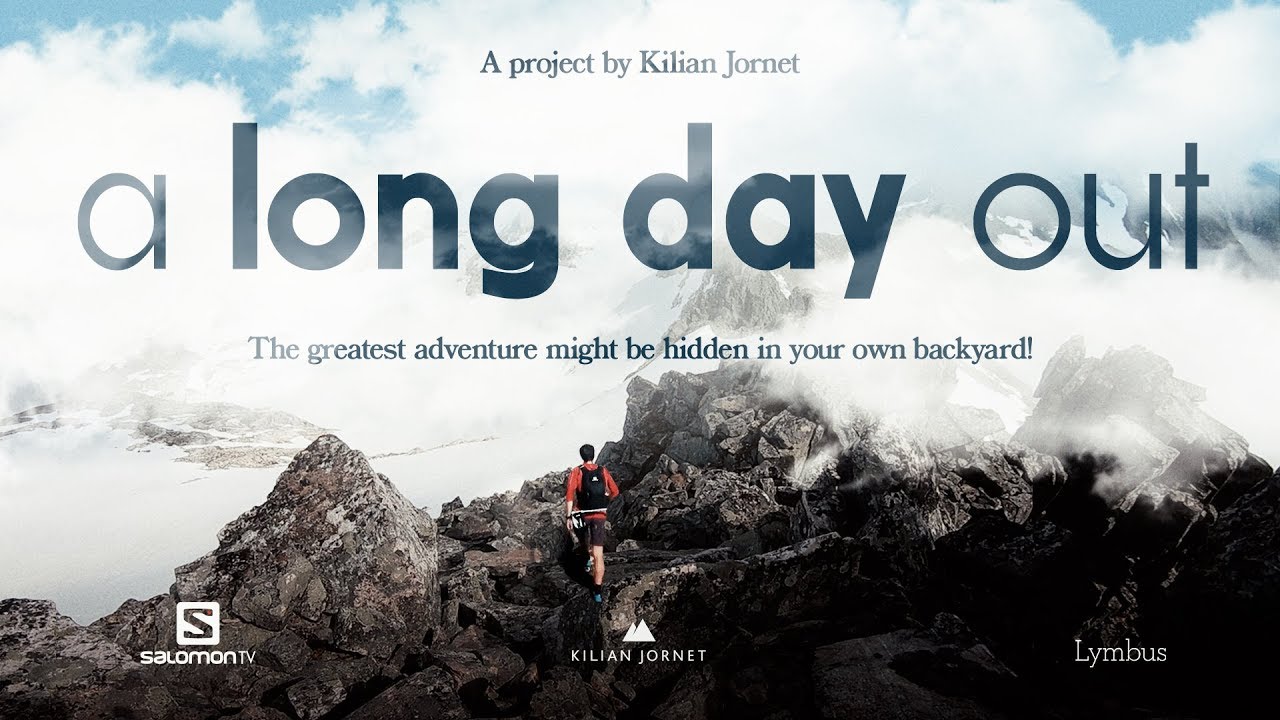 A project by Kilian Jornet
a long day out
The greatest adventure might be hidden in your own backyard!
S
SALOMON TV
KILIAN JORNET
Lymbus